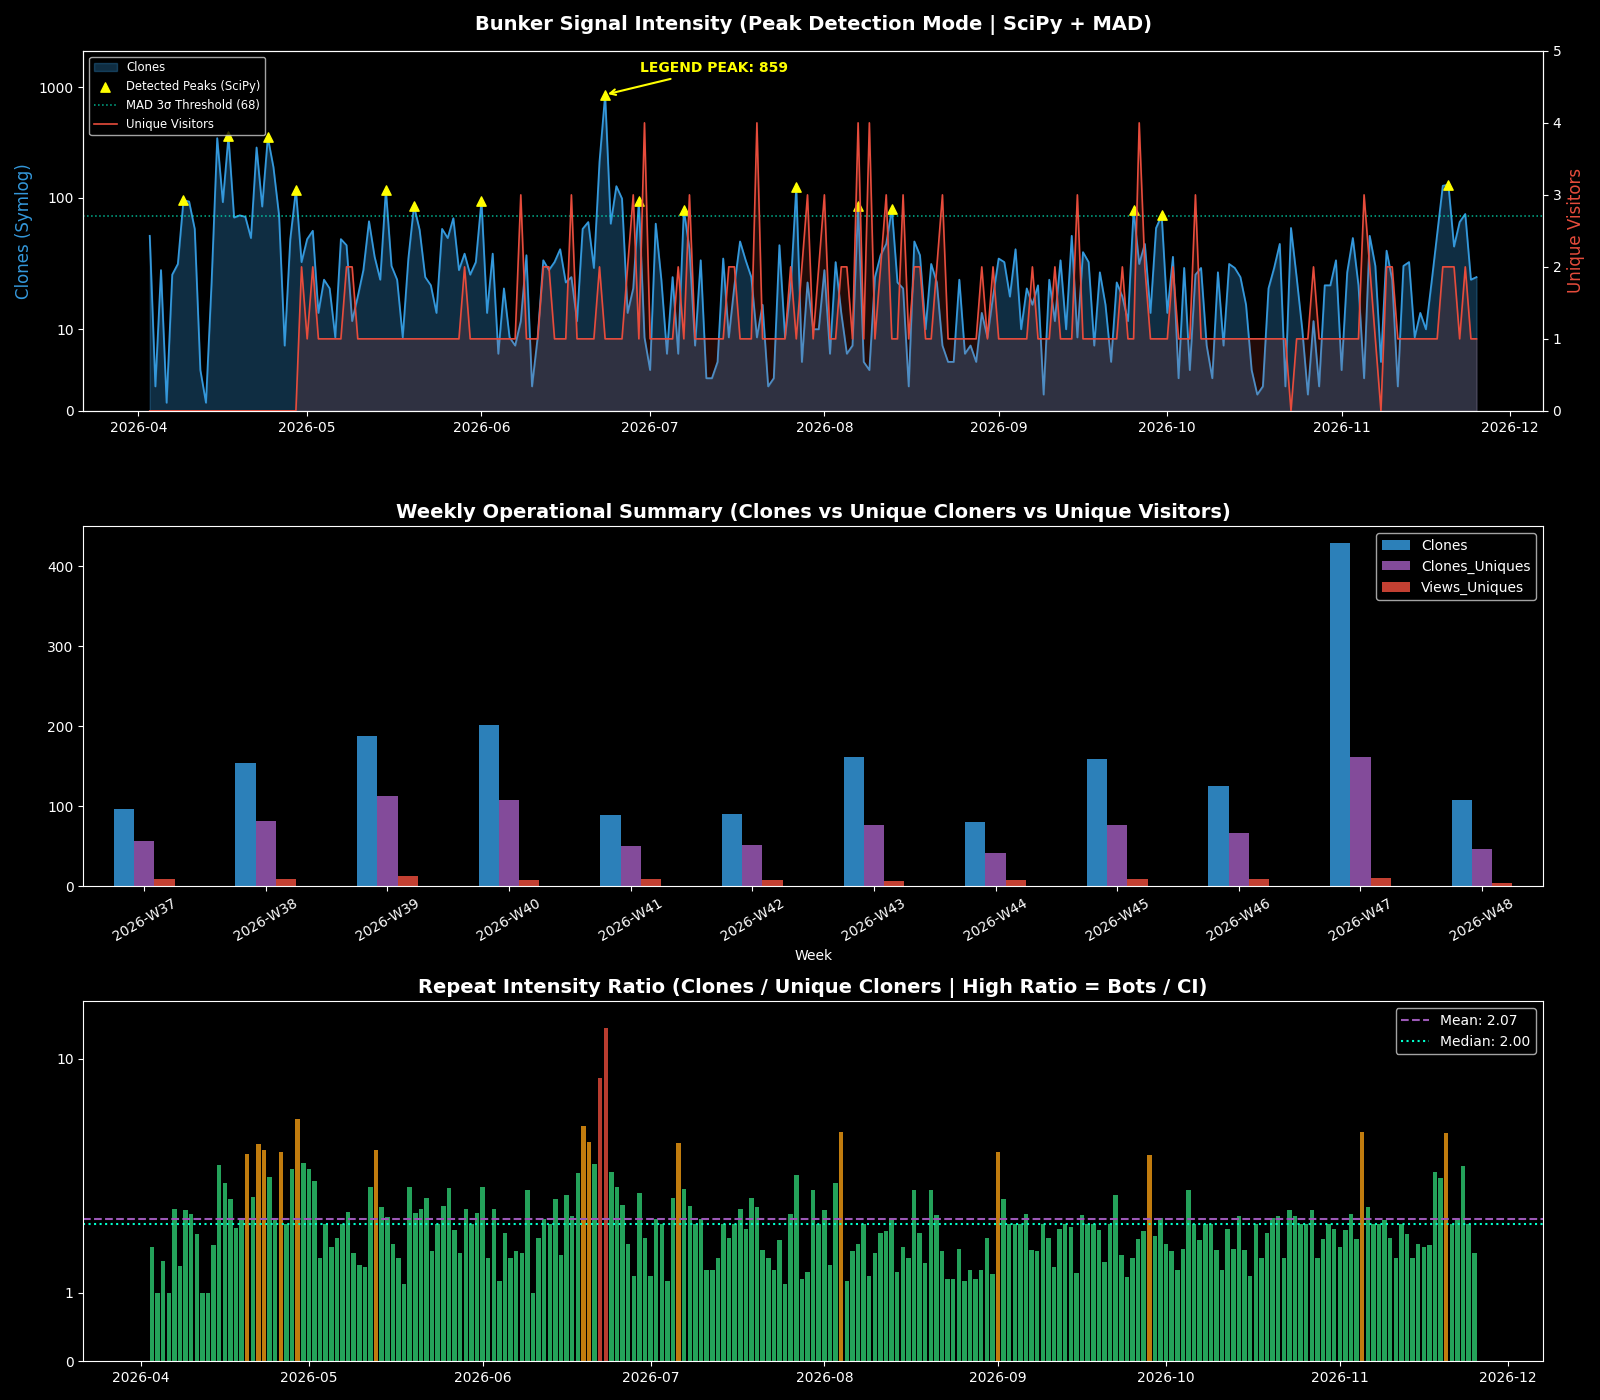 Bunker Signal Intensity (Peak Detection Mode | SciPy + MAD)
Clones
Detected Peaks (SciPy)
MAD 3σ Threshold (68)
Unique Visitors
LEGEND PEAK: 859
Clones (Symlog)
1000
100
10
0
5
4
3
2
1
0
Unique Visitors
2026-04 2026-05 2026-06 2026-07 2026-08 2026-09 2026-10 2026-11 2026-12
Weekly Operational Summary (Clones vs Unique Cloners vs Unique Visitors)
Clones
Clones_Uniques
Views_Uniques
400
300
200
100
0
2026-W37 2026-W38 2026-W39 2026-W40 2026-W41 2026-W42 2026-W43 2026-W44 2026-W45 2026-W46 2026-W47 2026-W48
Week
Repeat Intensity Ratio (Clones / Unique Cloners | High Ratio = Bots / CI)
Mean: 2.07
Median: 2.00
10
1
0
2026-04 2026-05 2026-06 2026-07 2026-08 2026-09 2026-10 2026-11 2026-12